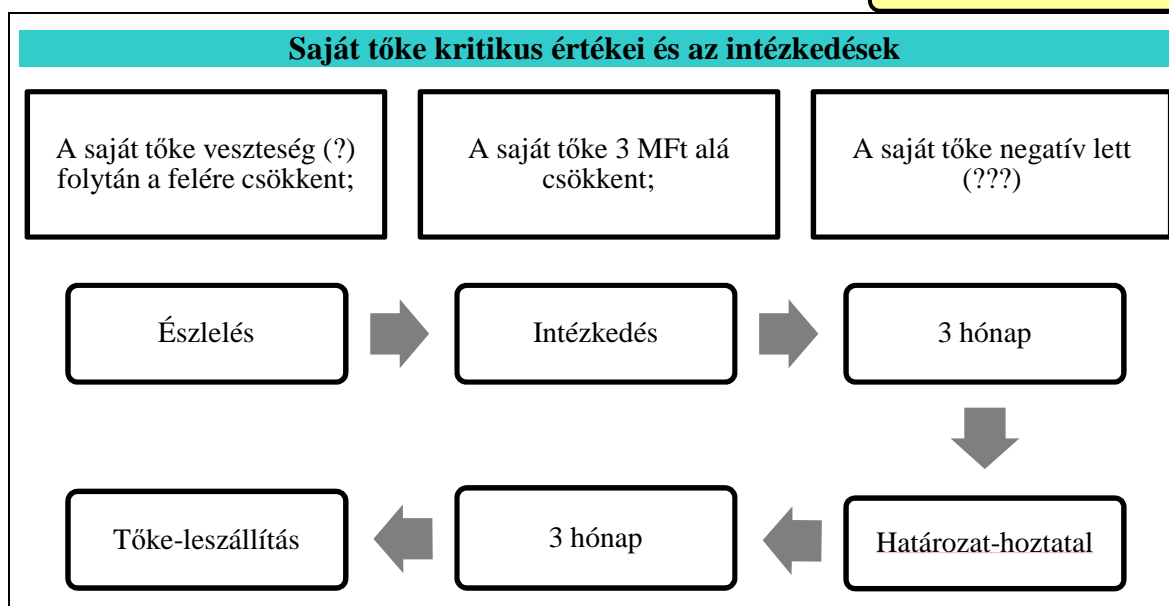 Saját tőke kritikus értékei és az intézkedések
A saját tőke veszteség (?)
folytán a felére csökkent;
A saját tőke 3 MFt alá
csökkent;
A saját tőke negatív lett
(???)
Észlelés
Intézkedés
3 hónap
Tőke-leszállítás
3 hónap
Határozat-hoztatal